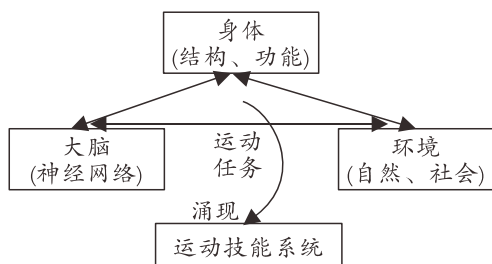 身体
(结构、功能)
大脑
(神经网络)
运动
任务
环境
(自然、社会)
涌现
运动技能系统